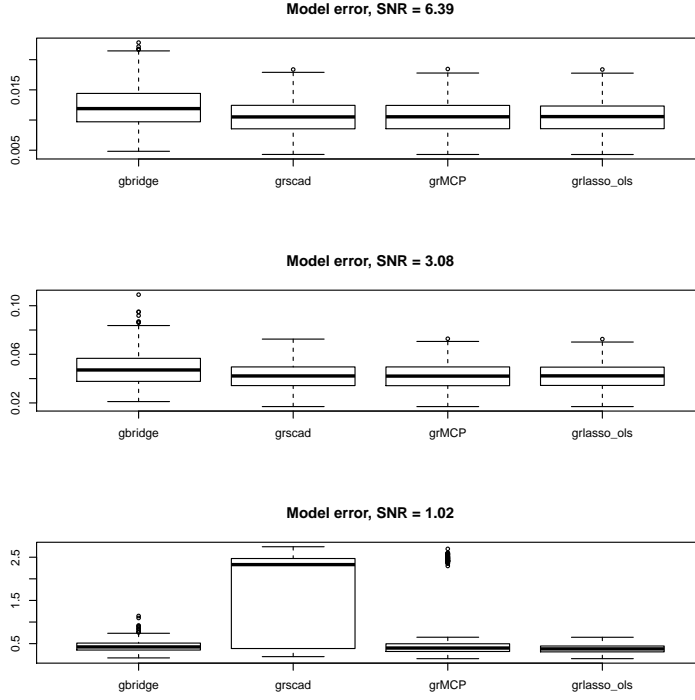 Model error, SNR = 6.39
0.015
0.005
gbridge grscad grMCP grlasso_ols
Model error, SNR = 3.08
0.10
0.06
0.02
gbridge grscad grMCP grlasso_ols
Model error, SNR = 1.02
2.5
1.5
0.5
gbridge grscad grMCP grlasso_ols